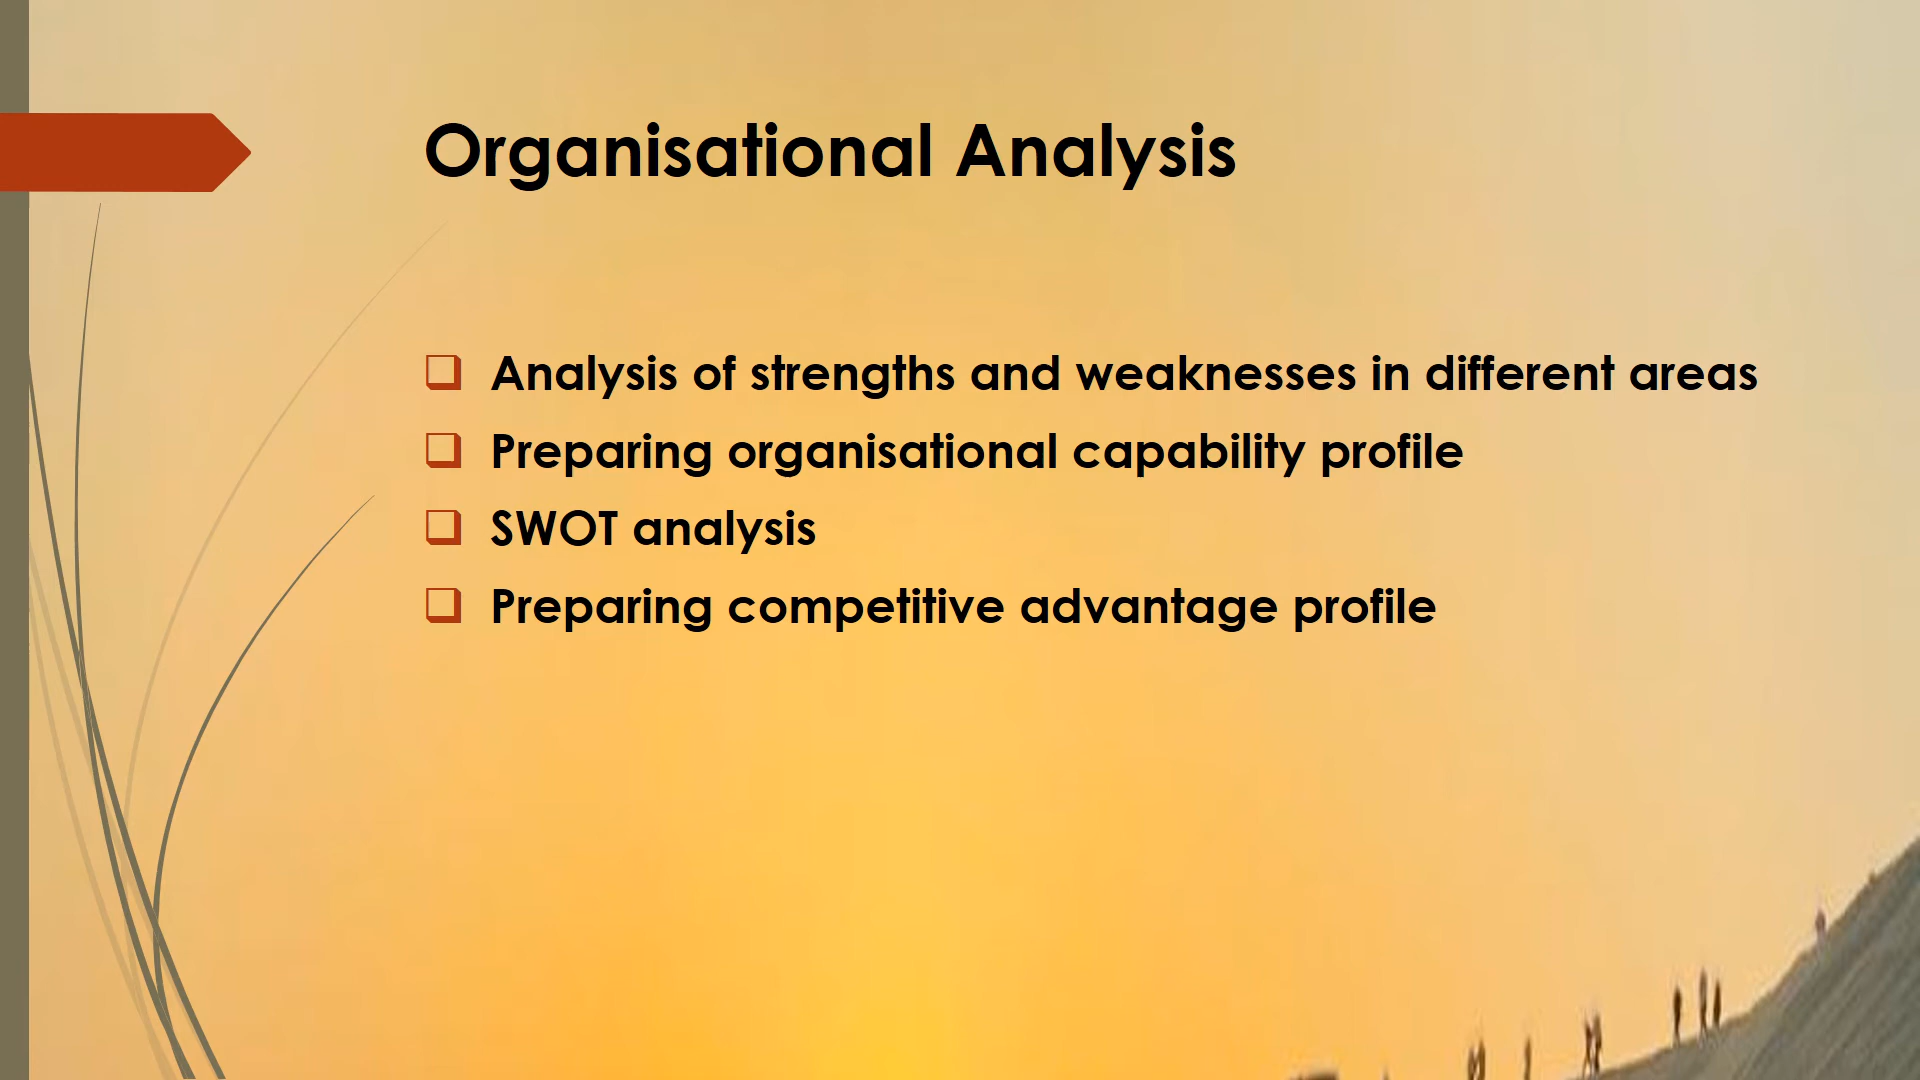 Organisational Analysis
Analysis of strengths and weaknesses in different areas
Preparing organisational capability profile
SWOT analysis
Preparing competitive advantage profile